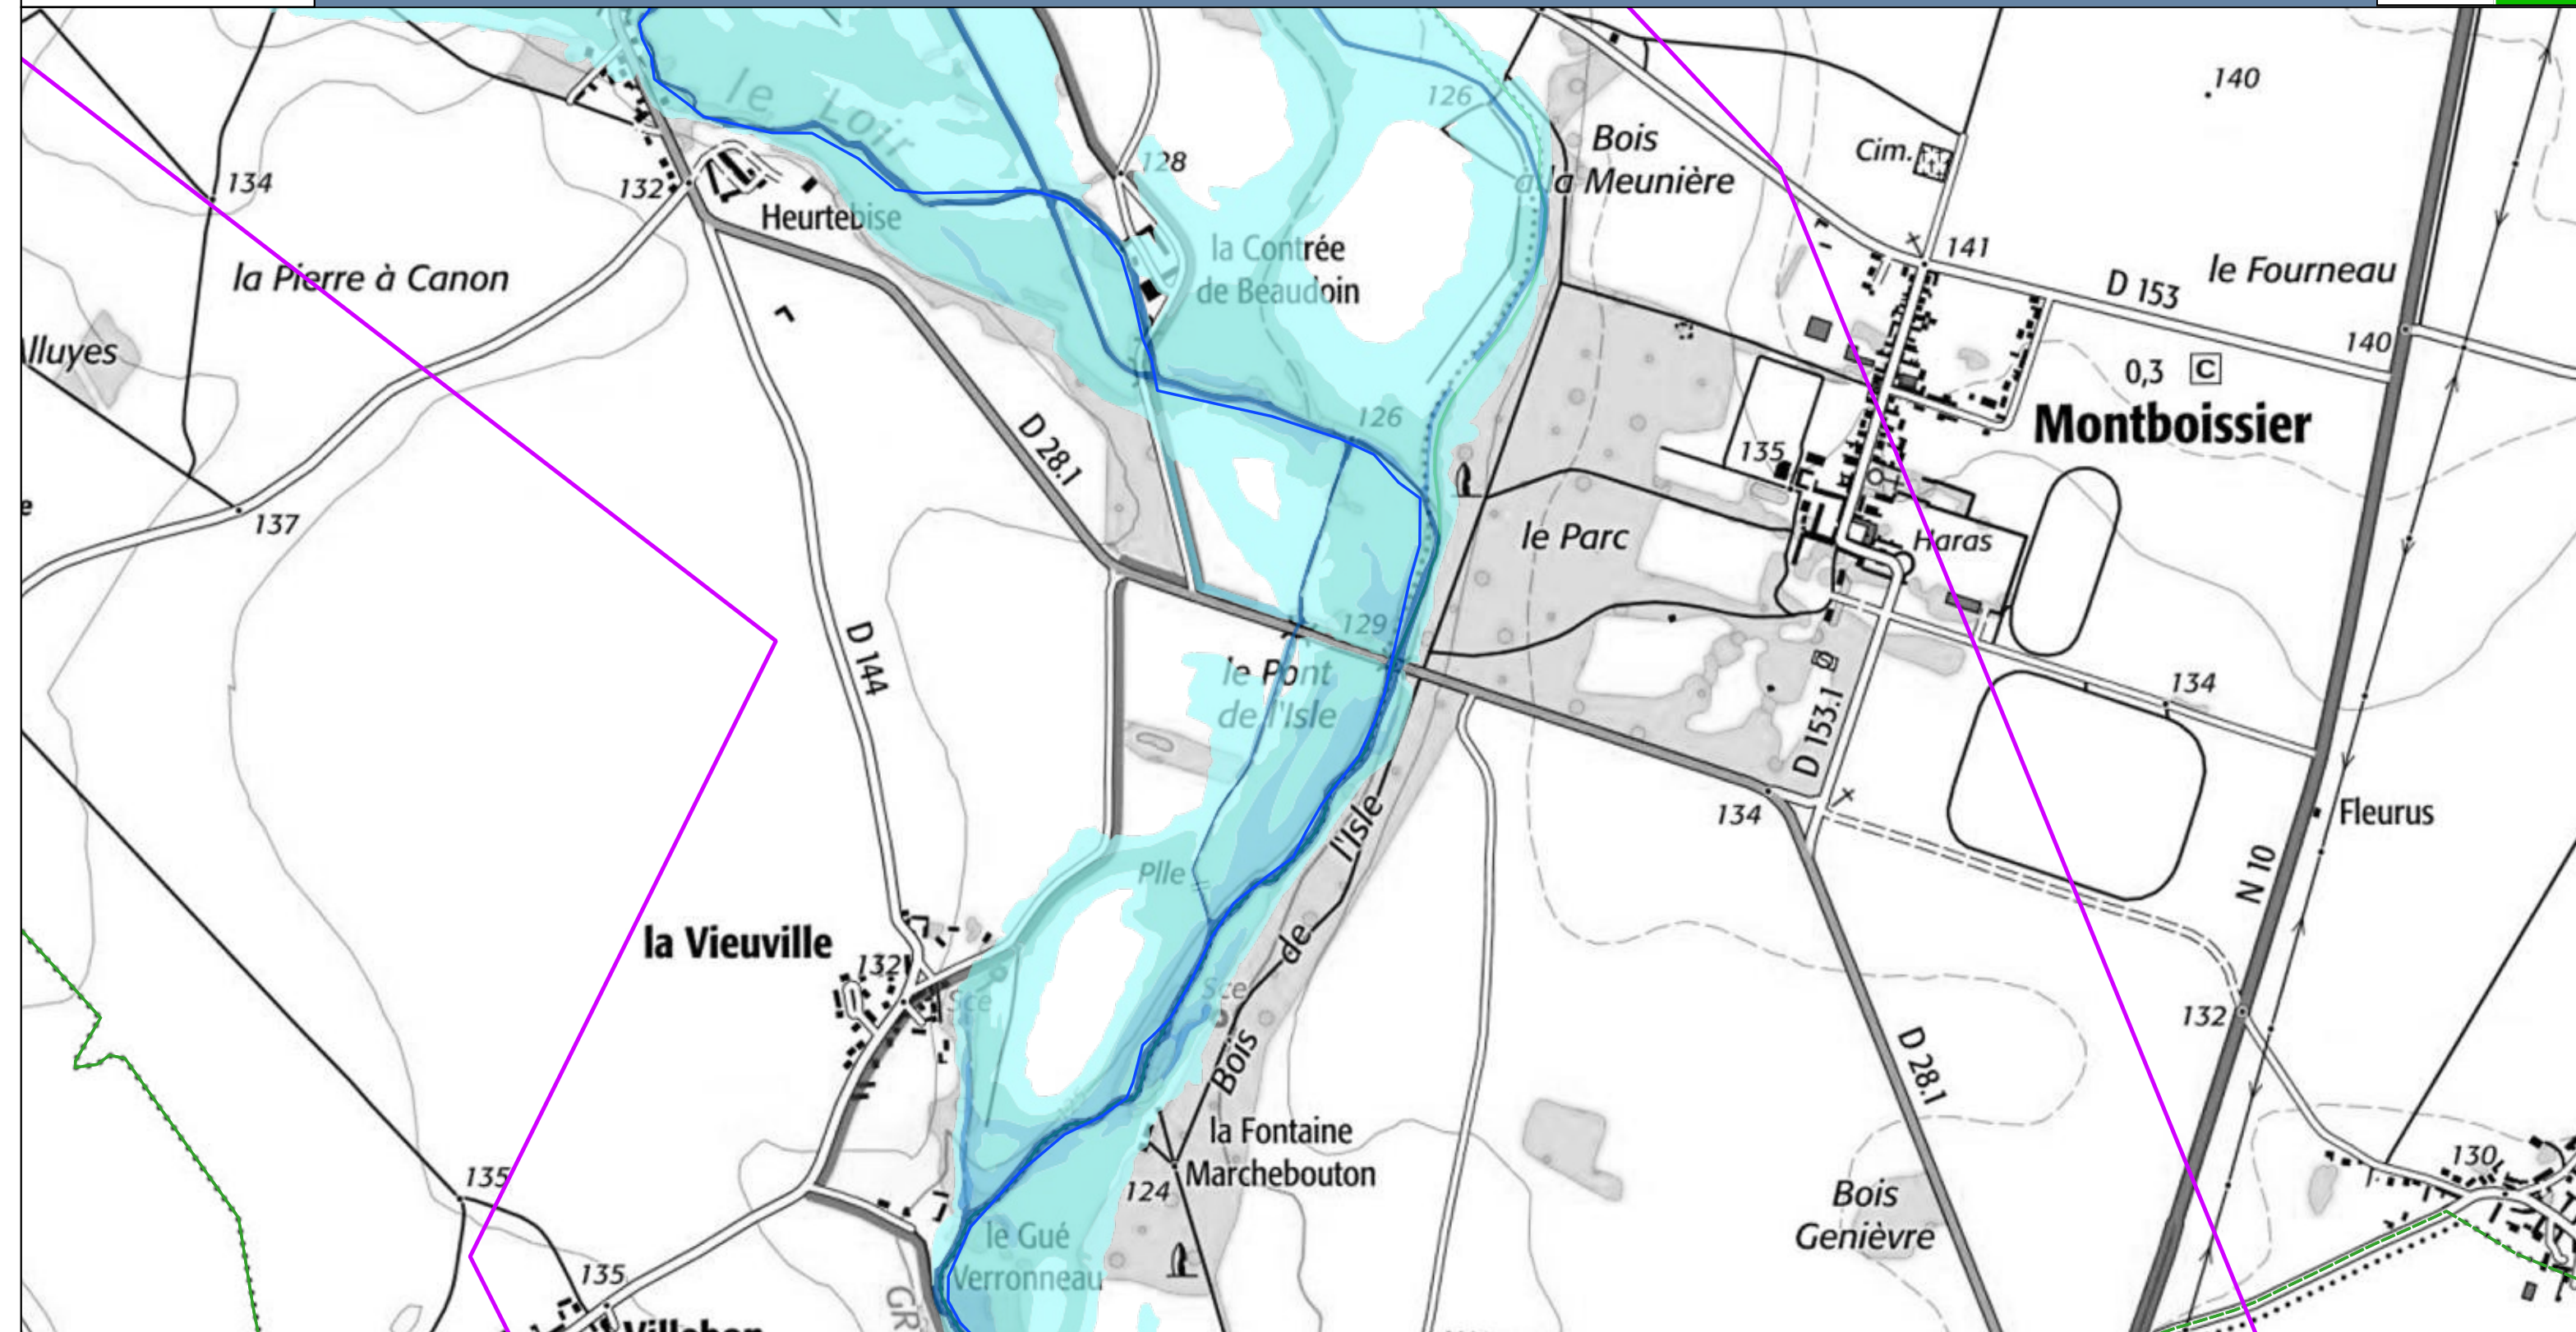 140
126
le Loir
Bois
à la Meunière
Cim.
128
134
132
Heurtebise
la Contrée
de Beaudoin
141
le Fourneau
la Pierre à Canon
D 153
140
lluyes
0,3 C
Montboissier
126
D 28.1
135
e
137
le Parc
Haras
129
D 144
le Pont
de l'Isle
134
D 153.1
134
Fleurus
Plle
N 10
la Vieuville
132
Sce
Sce
Bois de l'Isle
132
D 28.1
la Fontaine
Marchebouton
124
135
130
Bois
Genièvre
le Gué
Verronneau
135
GR